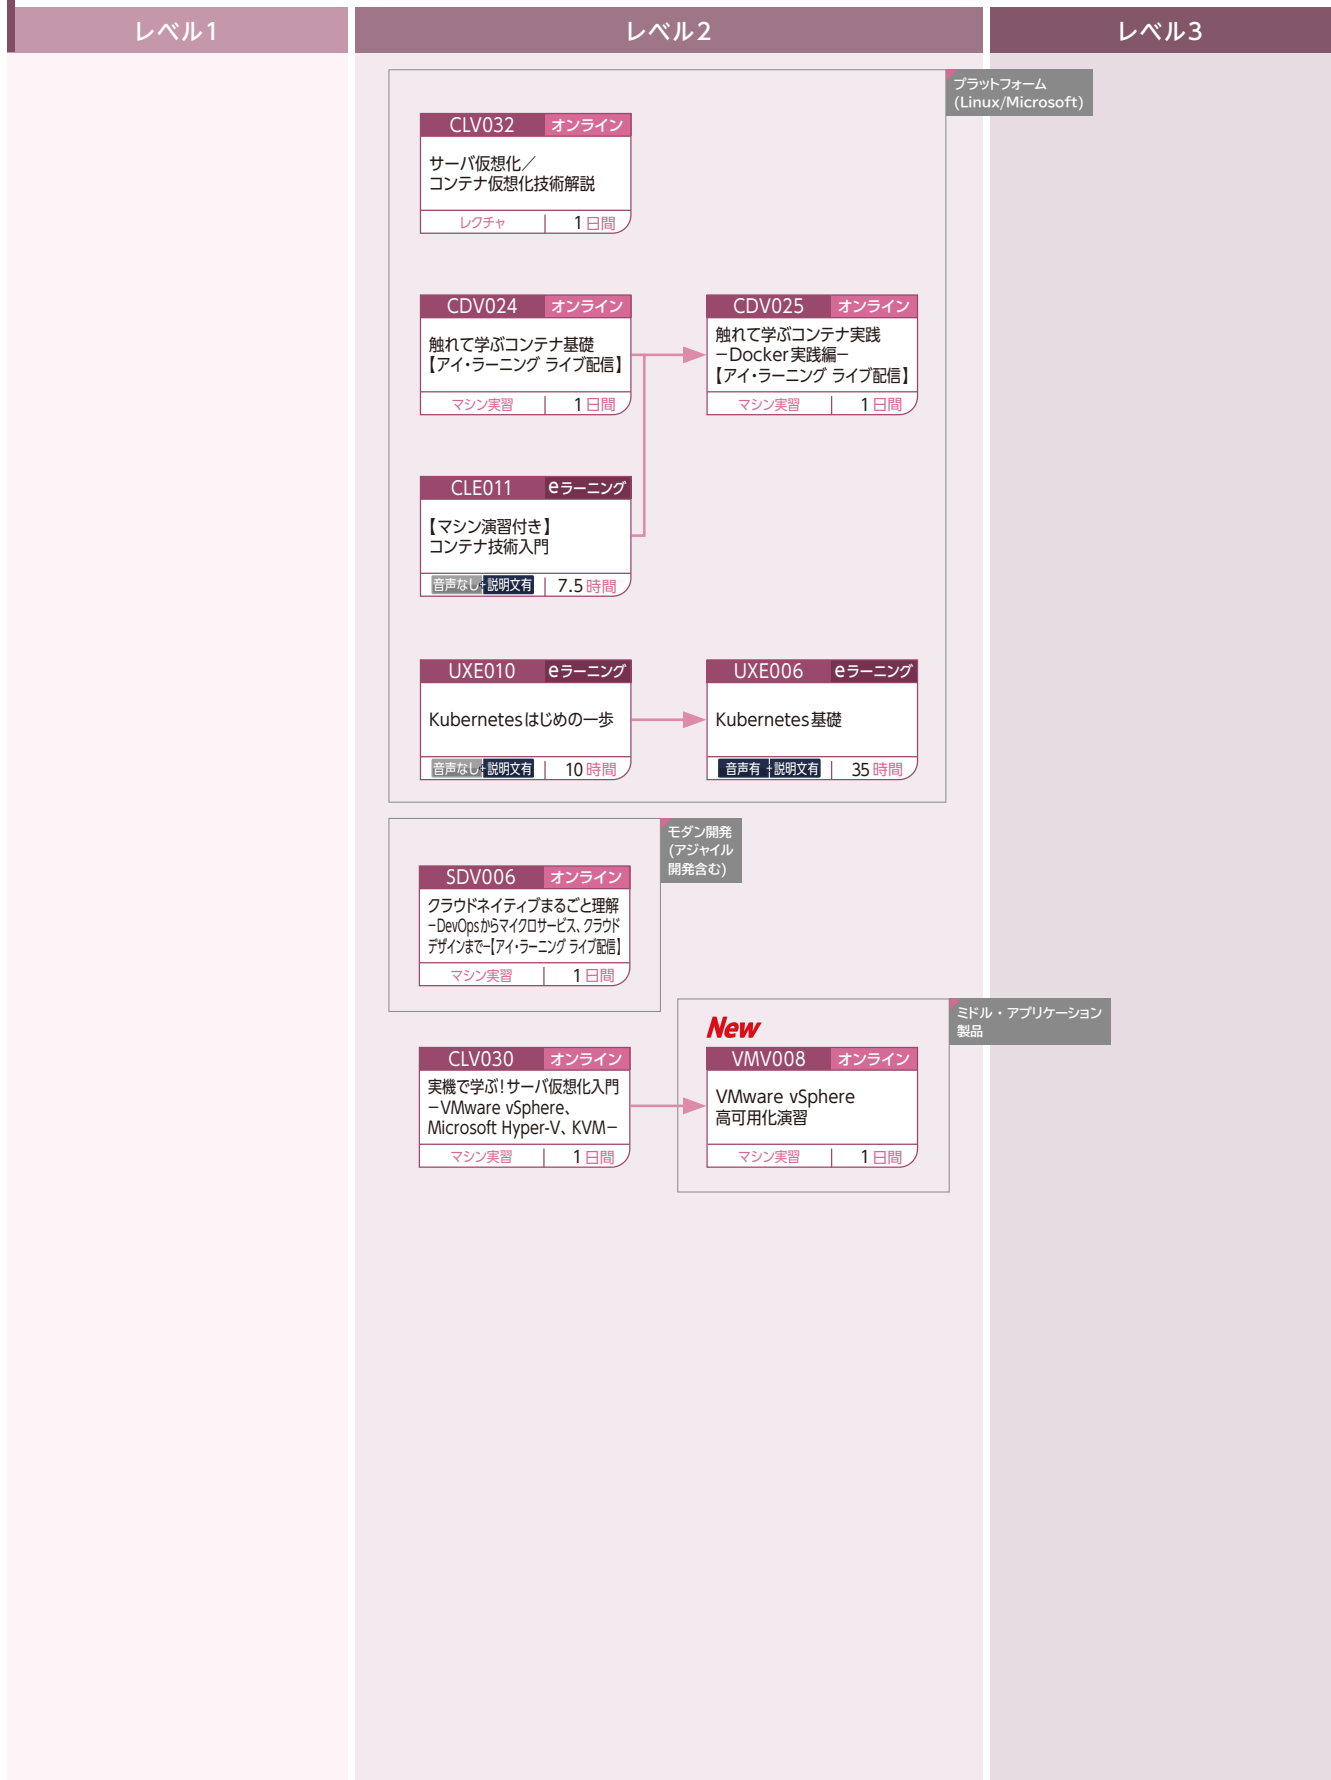 レベル1
レベル2
レベル3
プラットフォーム
(Linux/Microsoft)
CLV032
オンライン
サーバ仮想化／
コンテナ仮想化技術解説
レクチャ
1日間
CDV024
オンライン
触れて学ぶコンテナ基礎
【アイ・ラーニング ライブ配信】
マシン実習
1日間
CDV025
オンライン
触れて学ぶコンテナ実践
－Docker実践編－
【アイ・ラーニング ライブ配信】
マシン実習
1日間
CLE011
eラーニング
【マシン演習付き】
コンテナ技術入門
音声なし+説明文有
7.5時間
UXE010
eラーニング
Kubernetesはじめの一歩
音声なし+説明文有
10時間
UXE006
eラーニング
Kubernetes基礎
音声有+説明文有
35時間
モダン開発
(アジャイル
開発含む)
SDV006
オンライン
クラウドネイティブまるごと理解
－DevOpsからマイクロサービス、クラウド
デザインまで－【アイ・ラーニング ライブ配信】
マシン実習
1日間
ミドル・アプリケーション
製品
CLV030
オンライン
実機で学ぶ！サーバ仮想化入門
－VMware vSphere、
Microsoft Hyper-V、KVM－
マシン実習
1日間
New
VMV008
オンライン
VMware vSphere
高可用化演習
マシン実習
1日間